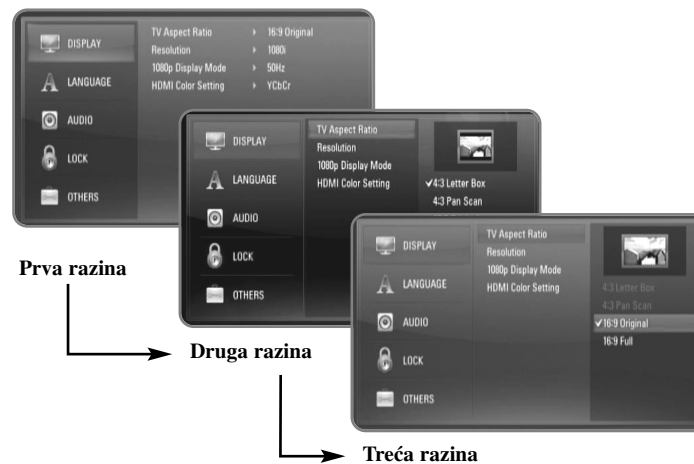 DISPLAY
LANGUAGE
AUDIO
LOCK
OTHERS
TV Aspect Ratio 16:9 Original
Resolution 1080i
1080p Display Mode 50Hz
HDMI Color Setting YCbCr
DISPLAY
LANGUAGE
AUDIO
LOCK
OTHERS
TV Aspect Ratio
Resolution
1080p Display Mode
HDMI Color Setting
✔4:3 Letter Box
4:3 Pan Scan
DISPLAY
LANGUAGE
AUDIO
LOCK
OTHERS
TV Aspect Ratio
Resolution
1080p Display Mode
HDMI Color Setting
4:3 Letter Box
4:3 Pan Scan
✔16:9 Original
16:9 Full
Prva razina
Druga razina
Treća razina